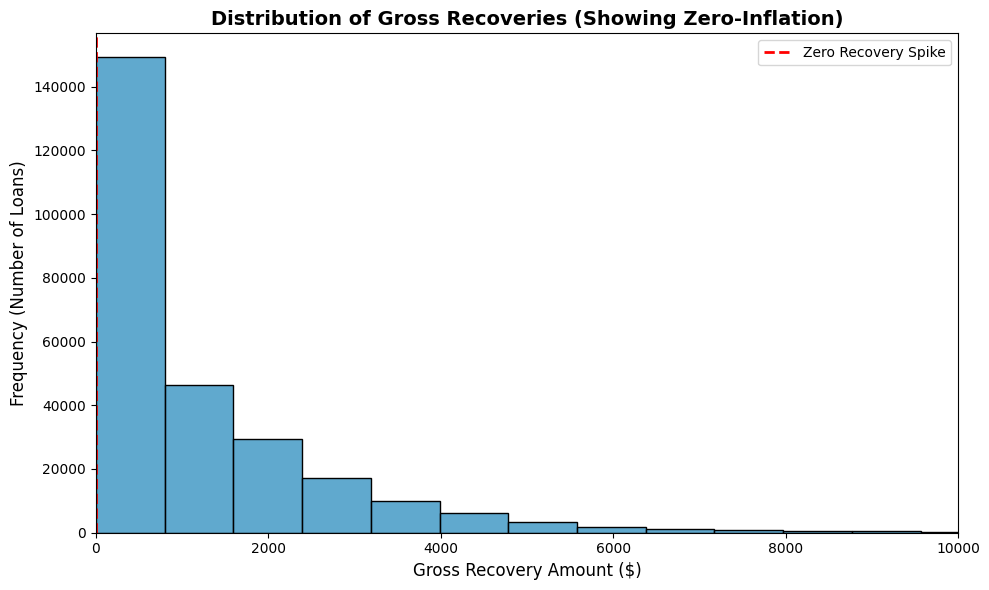 Distribution of Gross Recoveries (Showing Zero-Inflation)
Zero Recovery Spike
140000
120000
100000
80000
60000
40000
20000
0
Frequency (Number of Loans)
0 2000 4000 6000 8000 10000
Gross Recovery Amount ($)